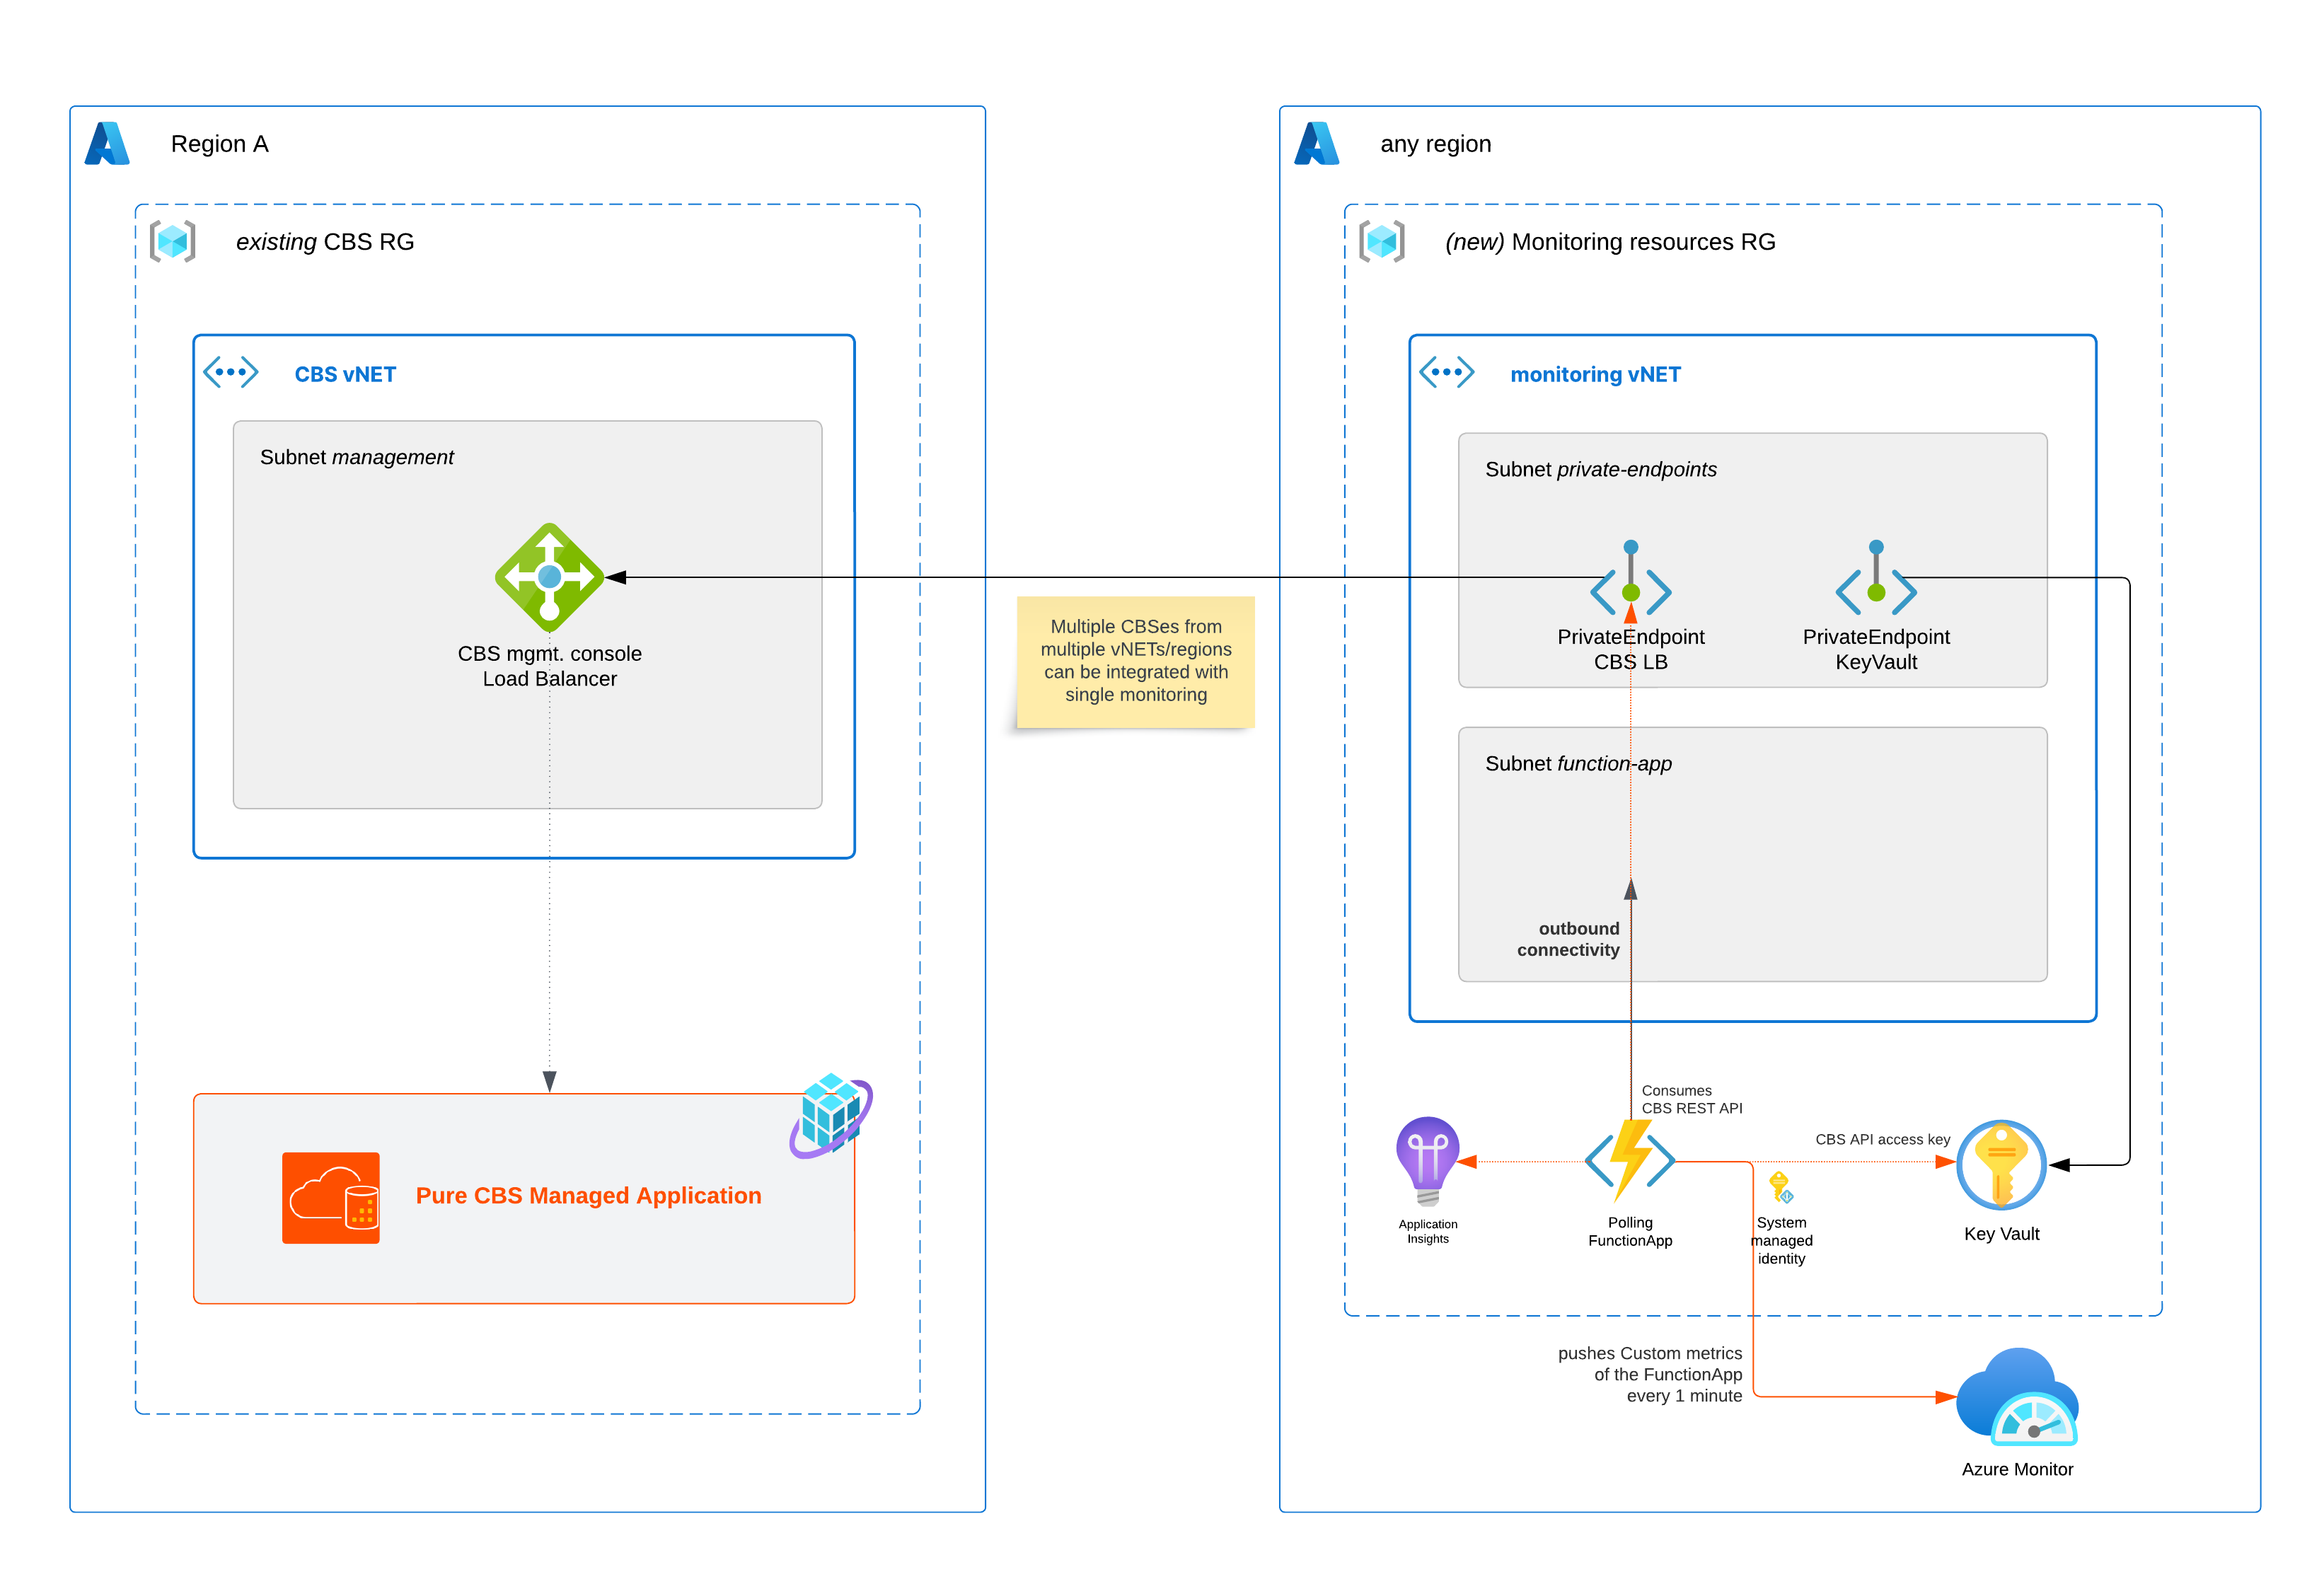 Region A
existing CBS RG
CBS vNET
Subnet management
CBS mgmt. console
Load Balancer
Pure CBS Managed Application
Multiple CBSes from
multiple vNETs/regions
can be integrated with
single monitoring
any region
(new) Monitoring resources RG
monitoring vNET
Subnet private-endpoints
PrivateEndpoint
CBS LB
PrivateEndpoint
KeyVault
Subnet function-app
outbound
connectivity
Consumes
CBS REST API
CBS API access key
Application
Insights
Polling
FunctionApp
System
managed
identity
Key Vault
pushes Custom metrics
of the FunctionApp
every 1 minute
Azure Monitor